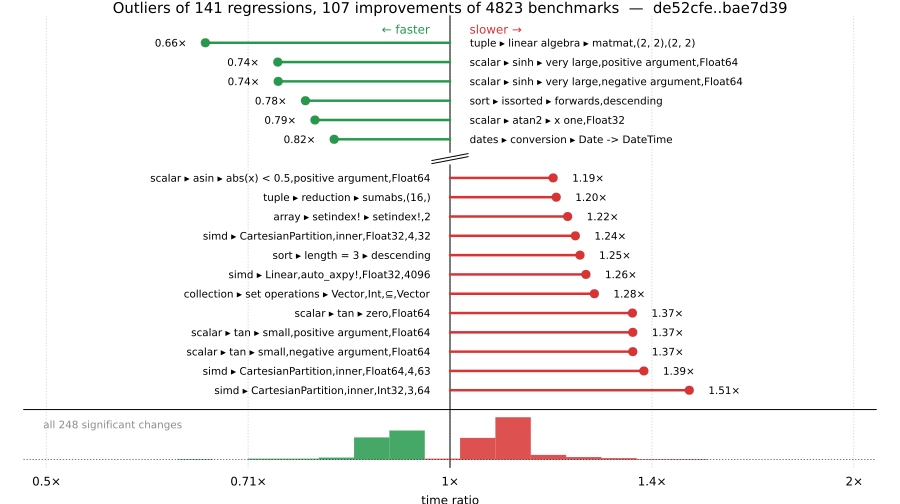 Outliers of 141 regressions, 107 improvements of 4823 benchmarks — de52cfe..bae7d39
← faster slower →
0.66× tuple ▸ linear algebra ▸ matmat,(2, 2),(2, 2)
0.74× scalar ▸ sinh ▸ very large,positive argument,Float64
0.74× scalar ▸ sinh ▸ very large,negative argument,Float64
0.78× sort ▸ issorted ▸ forwards,descending
0.79× scalar ▸ atan2 ▸ x one,Float32
0.82× dates ▸ conversion ▸ Date -> DateTime
scalar ▸ asin ▸ abs(x) < 0.5,positive argument,Float64 1.19×
tuple ▸ reduction ▸ sumabs,(16,) 1.20×
array ▸ setindex! ▸ setindex!,2 1.22×
simd ▸ CartesianPartition,inner,Float32,4,32 1.24×
sort ▸ length = 3 ▸ descending 1.25×
simd ▸ Linear,auto_axpy!,Float32,4096 1.26×
collection ▸ set operations ▸ Vector,Int,⊆,Vector 1.28×
scalar ▸ tan ▸ zero,Float64 1.37×
scalar ▸ tan ▸ small,positive argument,Float64 1.37×
scalar ▸ tan ▸ small,negative argument,Float64 1.37×
simd ▸ CartesianPartition,inner,Float64,4,63 1.39×
simd ▸ CartesianPartition,inner,Int32,3,64 1.51×
all 248 significant changes
0.5× 0.71× 1× 1.4× 2×
time ratio